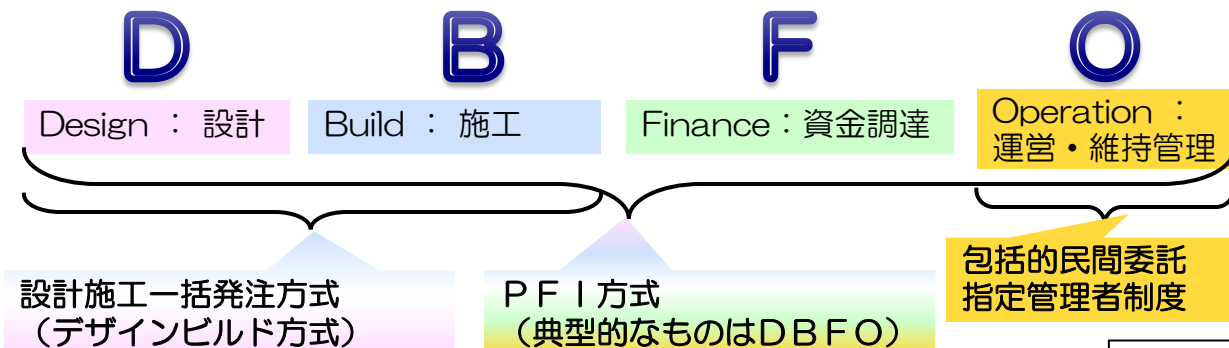 D B F O
Design : 設計 Build : 施工 Finance:資金調達 Operation :
運営・維持管理
設計施工一括発注方式
(デザインビルド方式)
PFI方式
(典型的なものはDBFO)
包括的民間委託
指定管理者制度